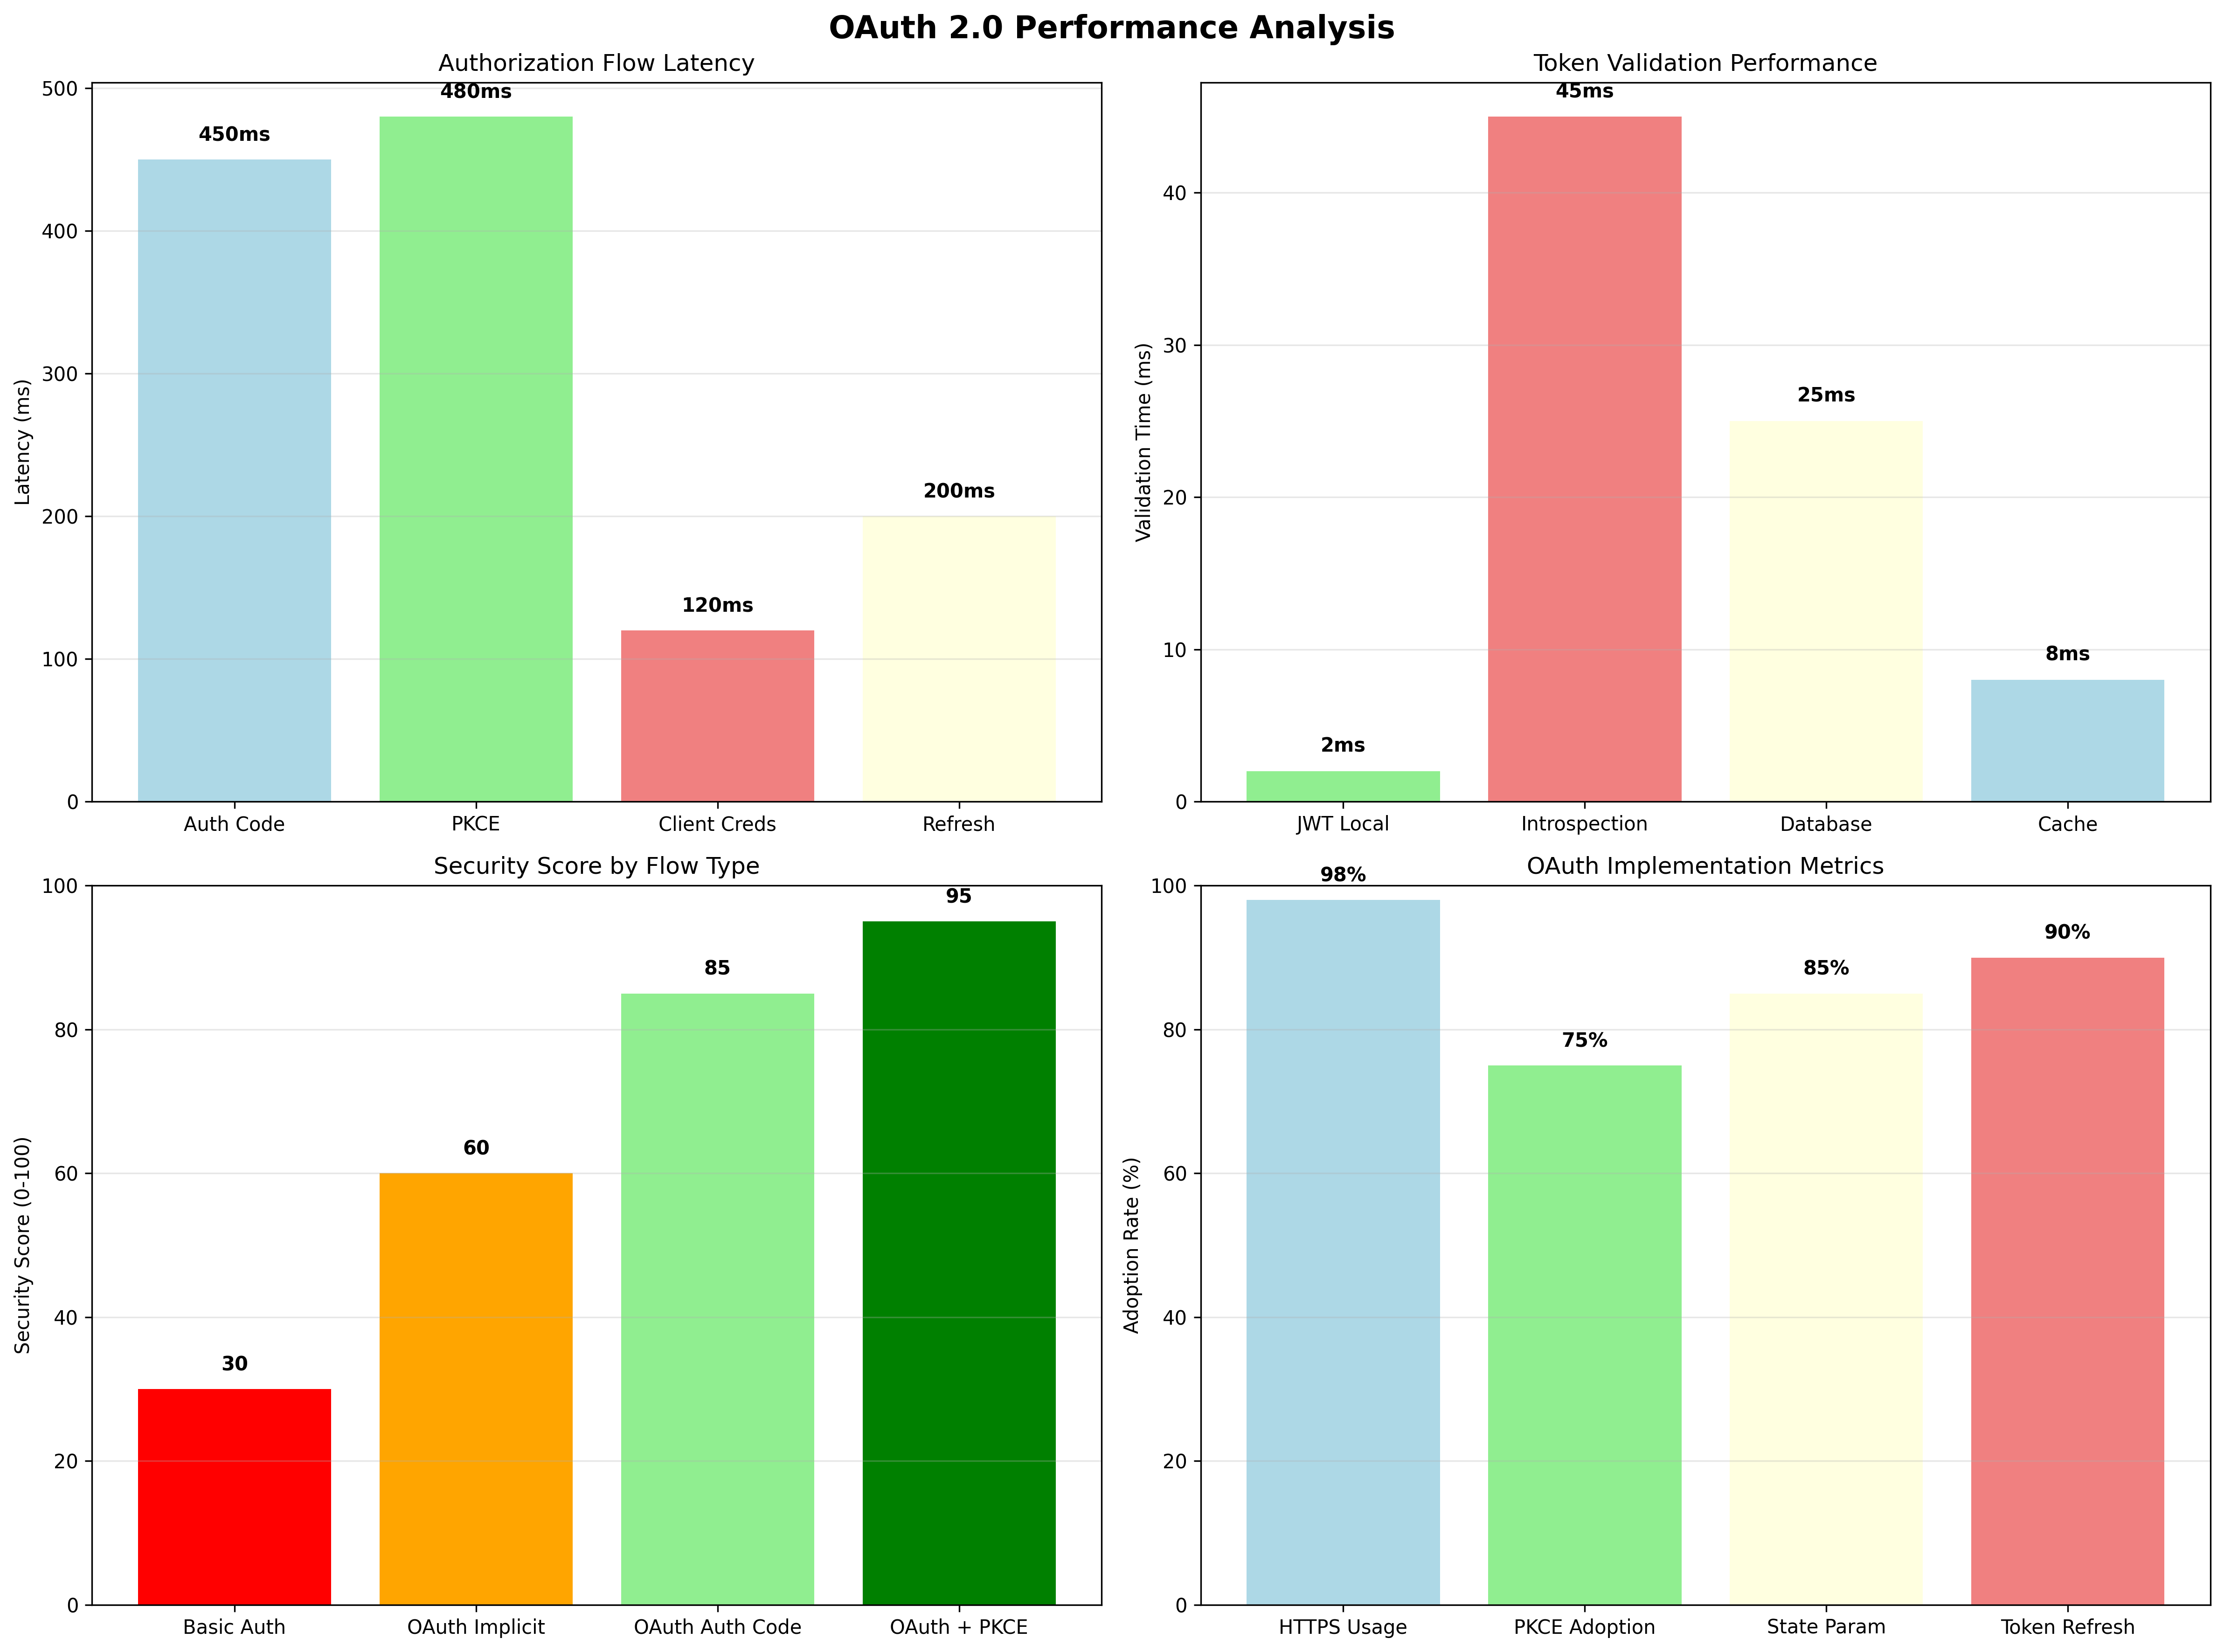 OAuth 2.0 Performance Analysis
Authorization Flow Latency
Latency (ms)
500
400
300
200
100
0
450ms
480ms
120ms
200ms
Auth Code
PKCE
Client Creds
Refresh
Token Validation Performance
Validation Time (ms)
40
30
20
10
0
2ms
45ms
25ms
8ms
JWT Local
Introspection
Database
Cache
Security Score by Flow Type
Security Score (0-100)
100
80
60
40
20
0
30
60
85
95
Basic Auth
OAuth Implicit
OAuth Auth Code
OAuth + PKCE
OAuth Implementation Metrics
Adoption Rate (%)
100
80
60
40
20
0
98%
75%
85%
90%
HTTPS Usage
PKCE Adoption
State Param
Token Refresh